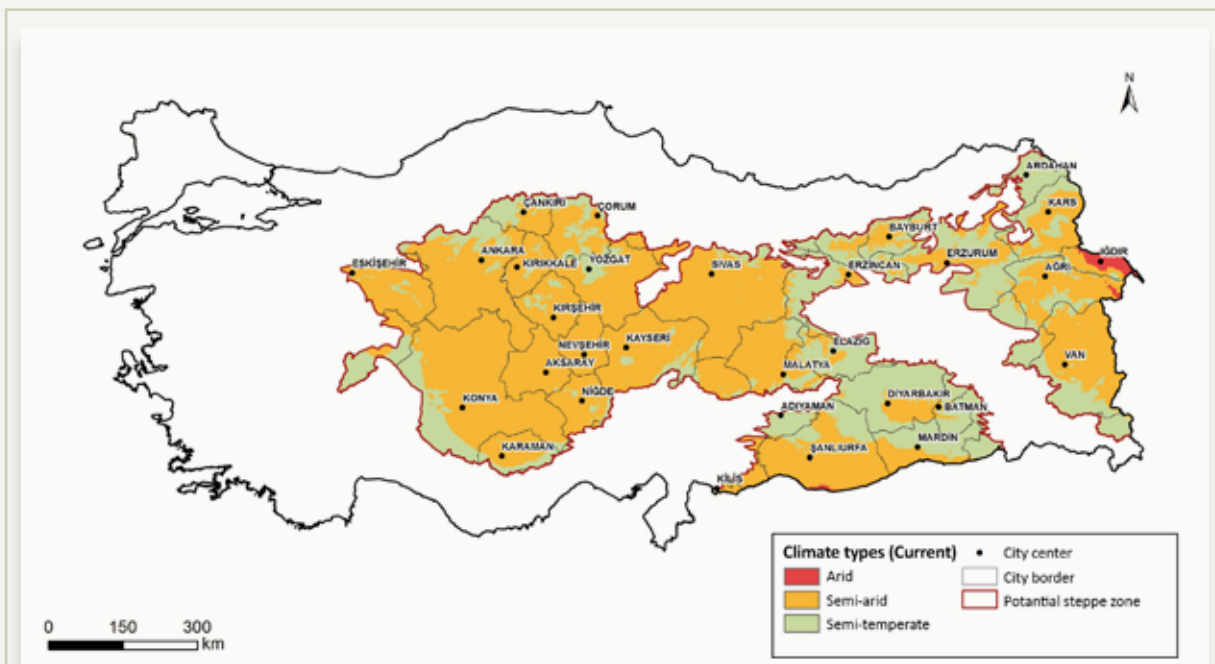 N
ARDAHAN
ÇANKIRI
ÇORUM
KARS
BAYBURT
ANKARA
KIRIKKALE
YOZGAT
ESKİŞEHİR
SIVAS
ERZİNCAN
ERZURUM
IĞDIR
AĞRI
KIRŞEHİR
NEVŞEHİR
KAYSERİ
ELAZIĞ
VAN
AKSARAY
MALATYA
KONYA
NİĞDE
ADIYAMAN
DİYARBAKIR
BATMAN
KARAMAN
ŞANLIURFA
MARDİN
KİLİS
Climate types (Current)
Arid
Semi-arid
Semi-temperate
City center
City border
Potantial steppe zone
0 150 300
km